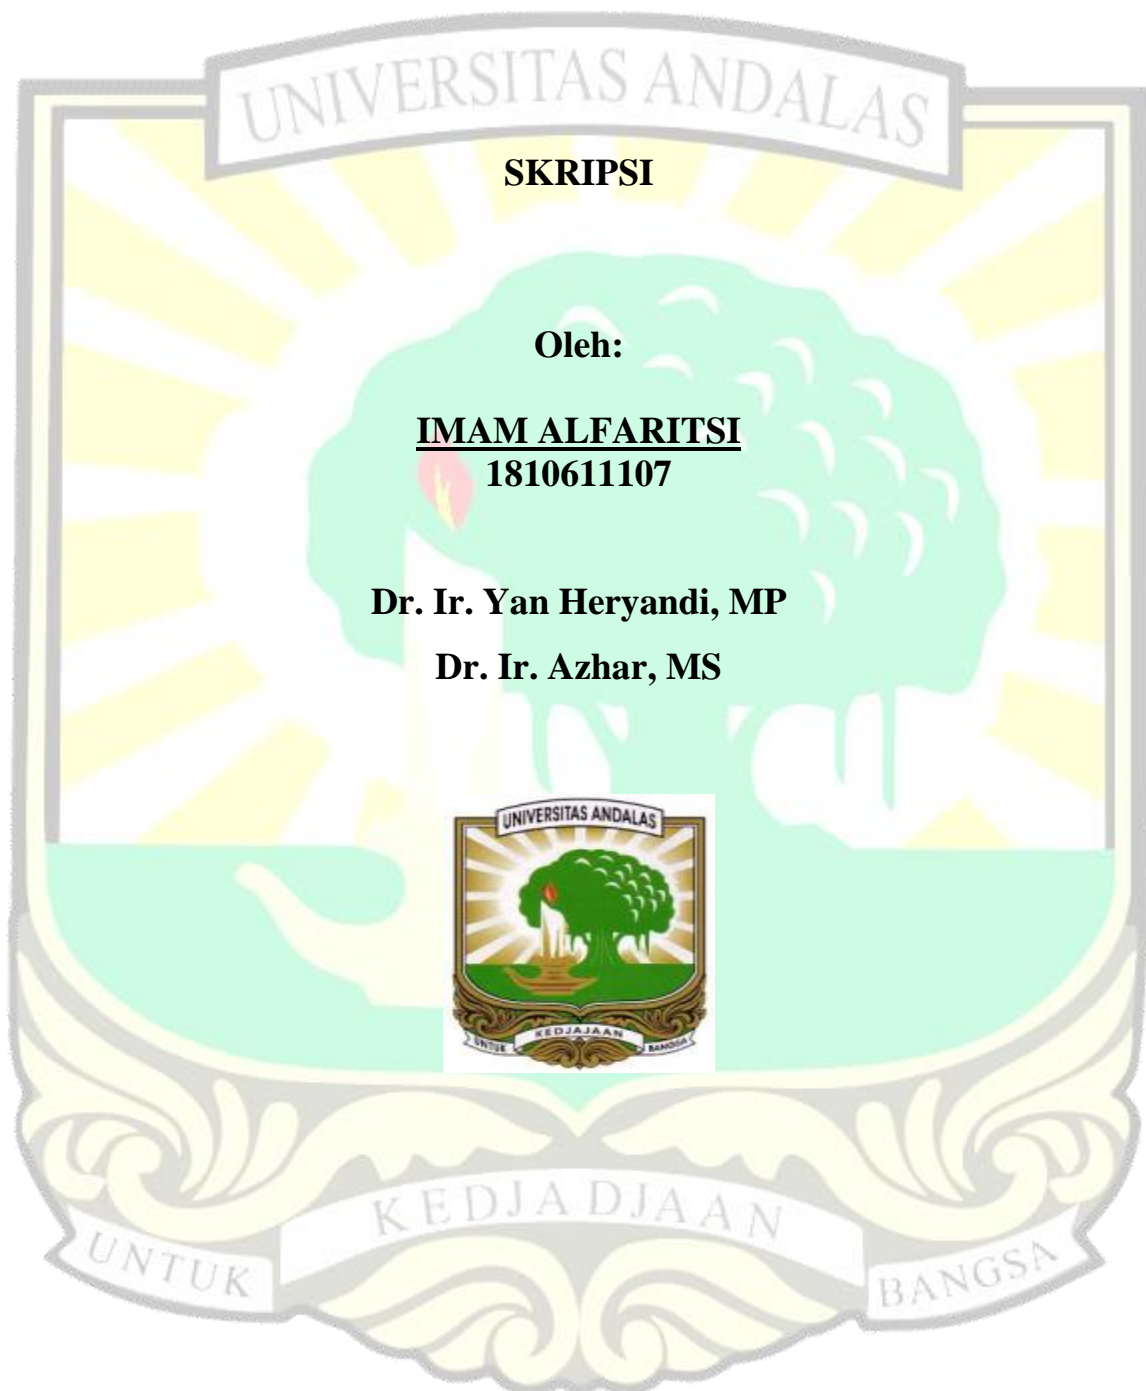 UNIVERSITAS ANDALAS
SKRIPSI
Oleh:
IMAM ALFARITSI
1810611107
Dr. Ir. Yan Heryandi, MP
Dr. Ir. Azhar, MS
UNIVERSITAS ANDALAS
UNTUK KEDJAJAAN BANGSA
UNTUK KEDJADJAAN BANGSA